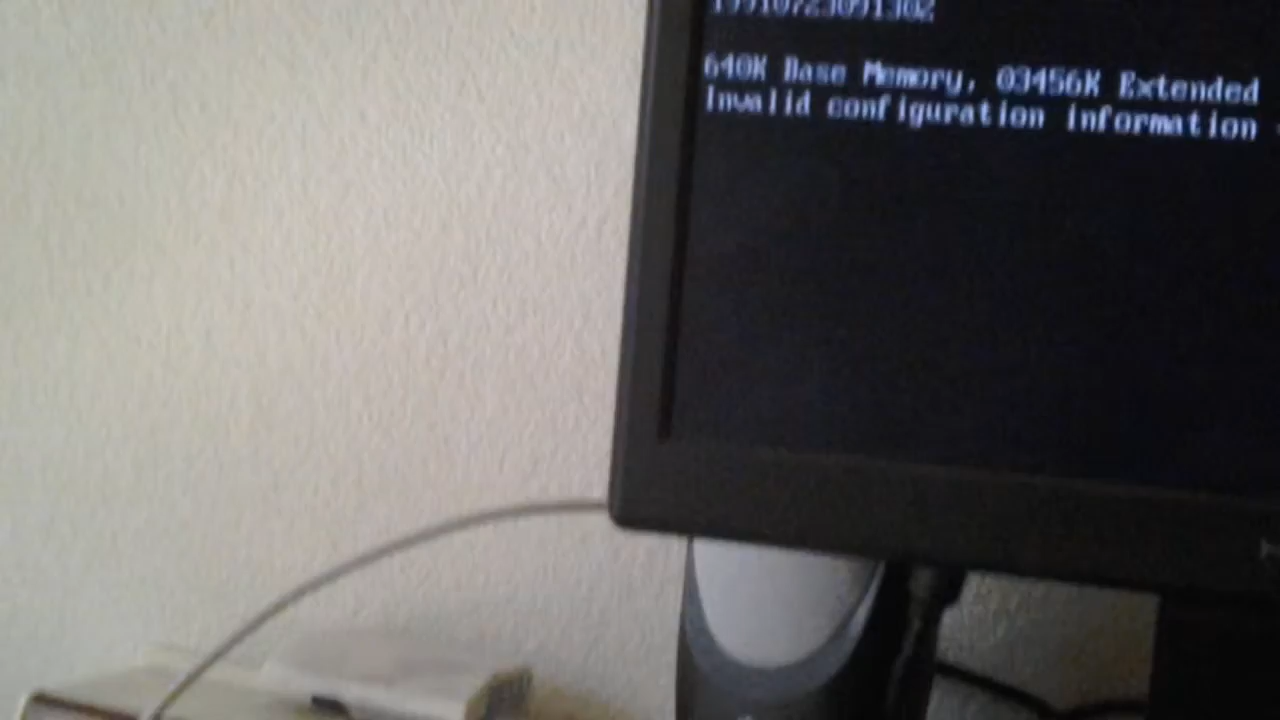 640K Base Memory, 03456K Extended
Invalid configuration information